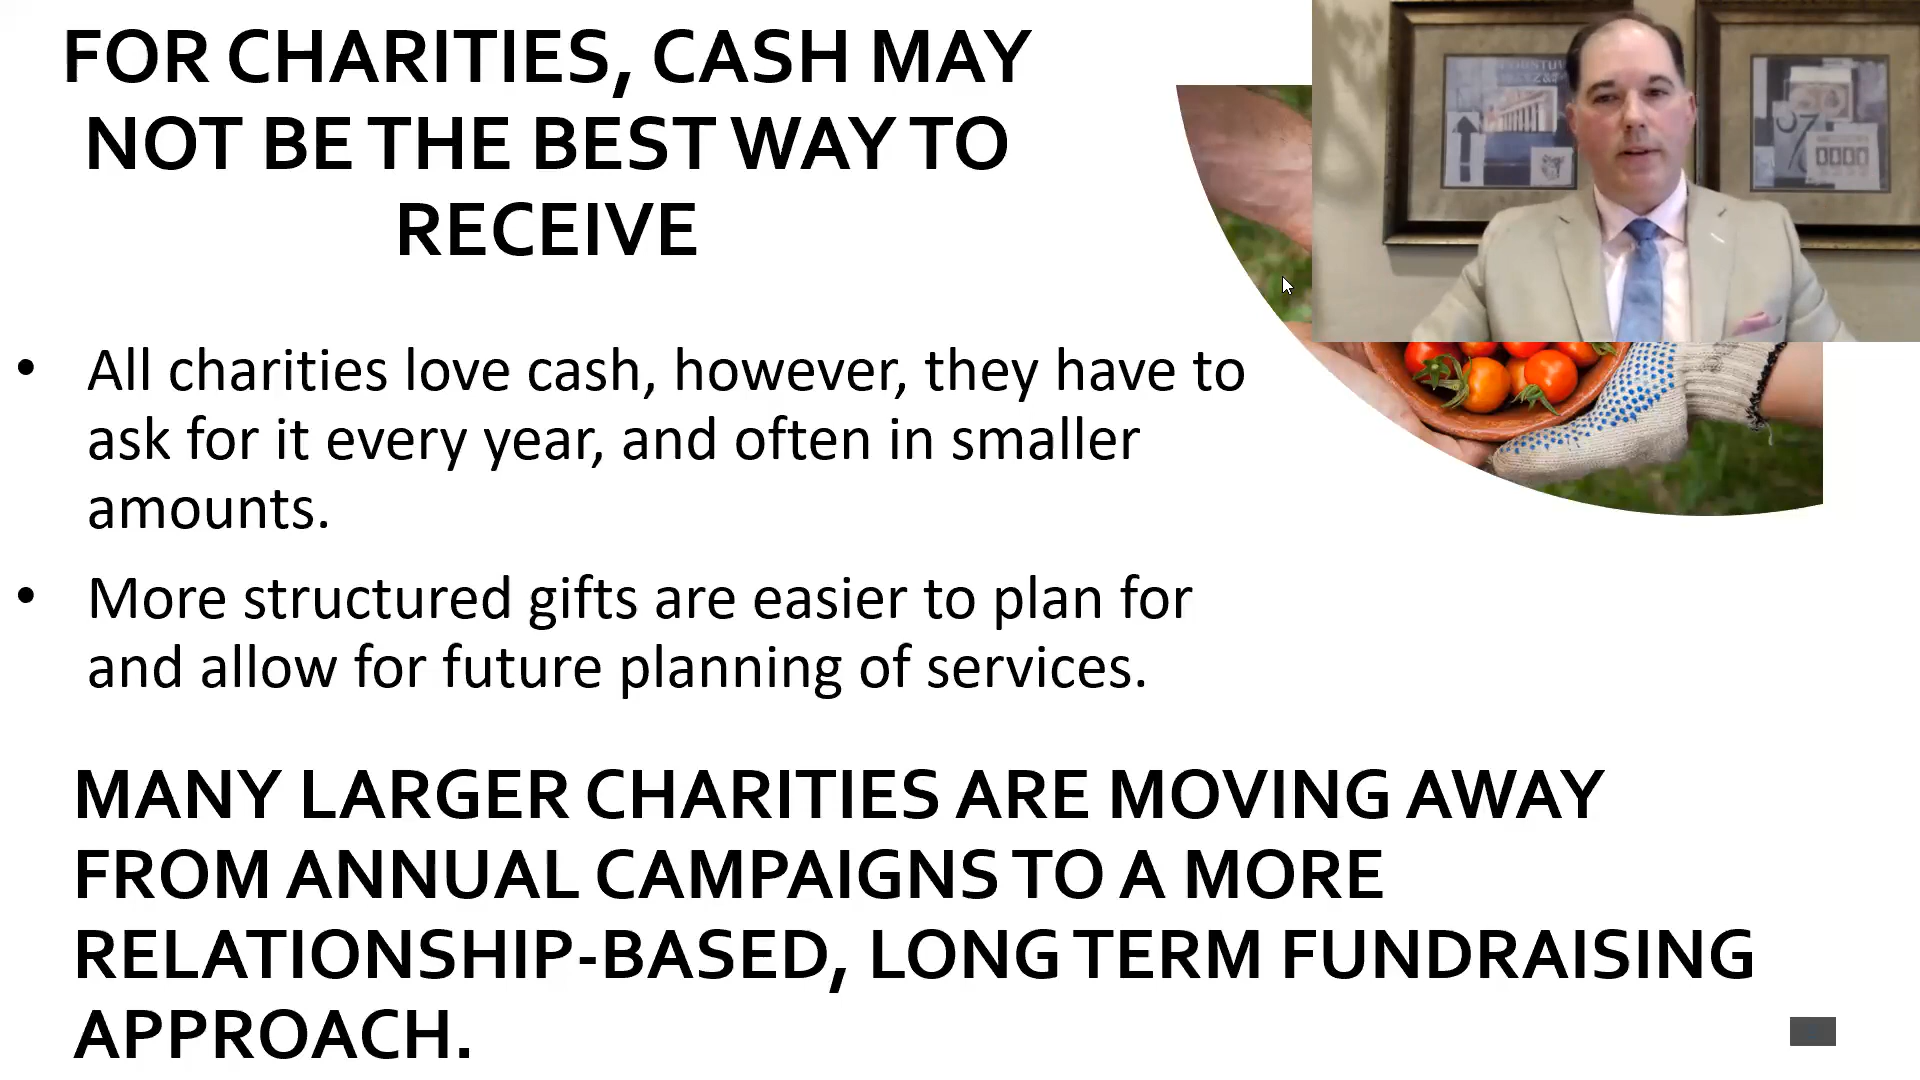 FOR CHARITIES, CASH MAY
NOT BE THE BEST WAY TO
RECEIVE
• All charities love cash, however, they have to
ask for it every year, and often in smaller
amounts.
• More structured gifts are easier to plan for
and allow for future planning of services.
MANY LARGER CHARITIES ARE MOVING AWAY
FROM ANNUAL CAMPAIGNS TO A MORE
RELATIONSHIP-BASED, LONG TERM FUNDRAISING
APPROACH.